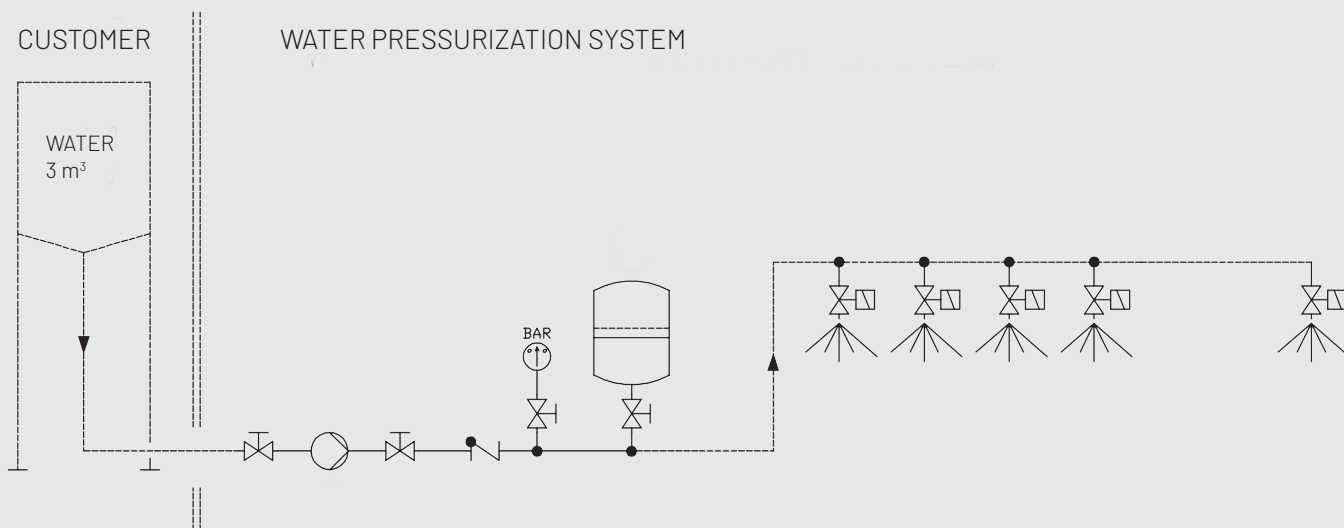 CUSTOMER
WATER PRESSURIZATION SYSTEM
WATER
3 m³
BAR